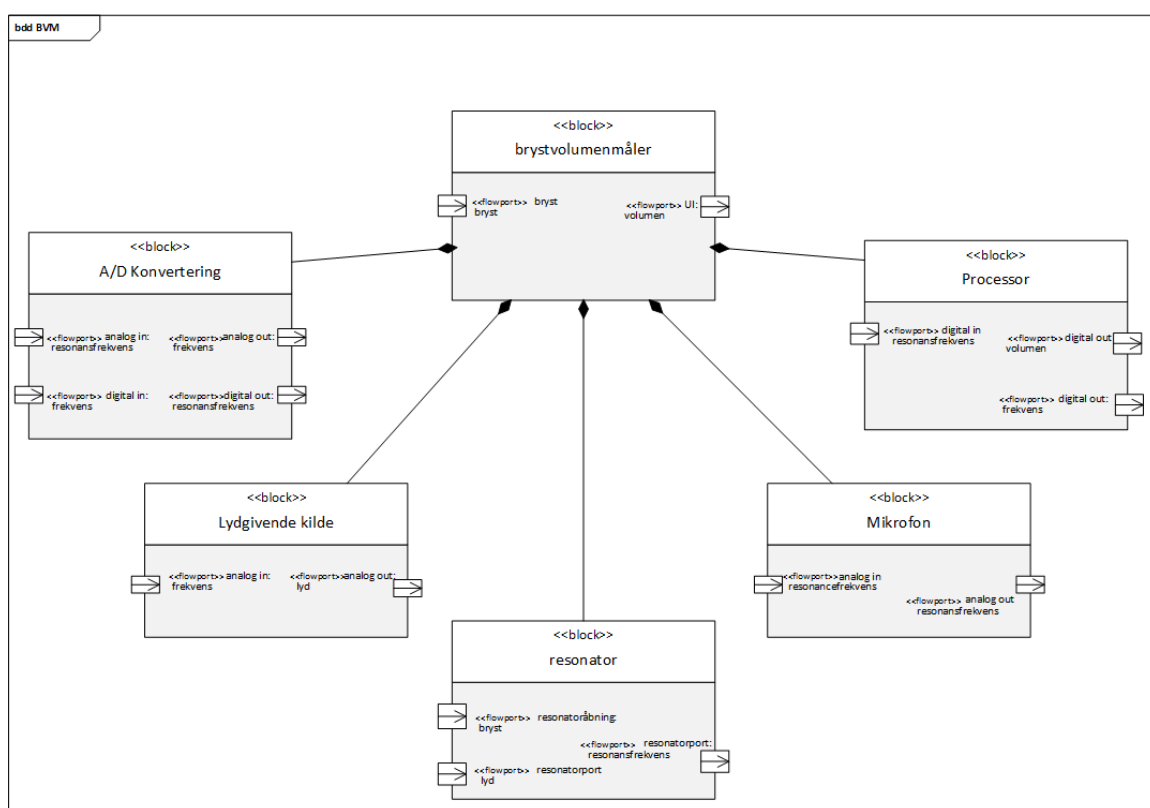 bdd BVM
<<block>>
brystvolumenmåler
<<flowport>> bryst
bryst
<<flowport>> UI:
volumen
<<block>>
A/D Konvertering
<<flowport>> analog in:
resonansfrekvens
<<flowport>>analog out:
frekvens
<<flowport>> digital in:
frekvens
<<flowport>>digital out:
resonansfrekvens
<<block>>
Processor
<<flowport>> digital in
resonansfrekvens
<<flowport>> digital out
volumen
<<flowport>> digital out:
frekvens
<<block>>
Lydgivende kilde
<<flowport>> analog in:
frekvens
<<flowport>>analog out:
lyd
<<block>>
Mikrofon
<<flowport>> analog in
resonancefrekvens
<<flowport>> analog out
resonansfrekvens
<<block>>
resonator
<<flowport>> resonatoråbning:
bryst
<<flowport>> resonatorport:
resonansfrekvens
<<flowport>> resonatorport
lyd